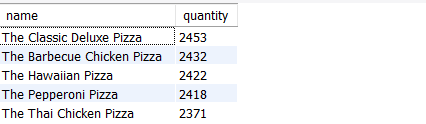 name quantity
The Classic Deluxe Pizza 2453
The Barbecue Chicken Pizza 2432
The Hawaiian Pizza 2422
The Pepperoni Pizza 2418
The Thai Chicken Pizza 2371